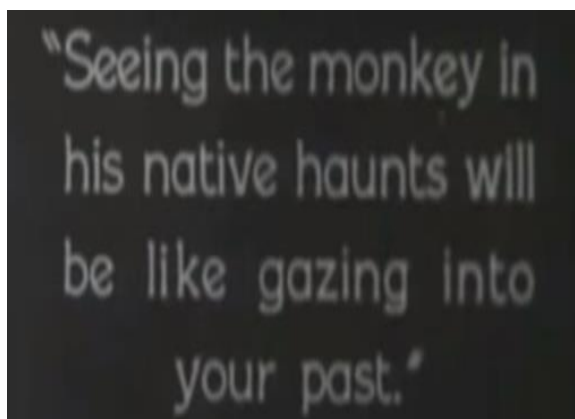 "Seeing the monkey in
his native haunts will
be like gazing into
your past."